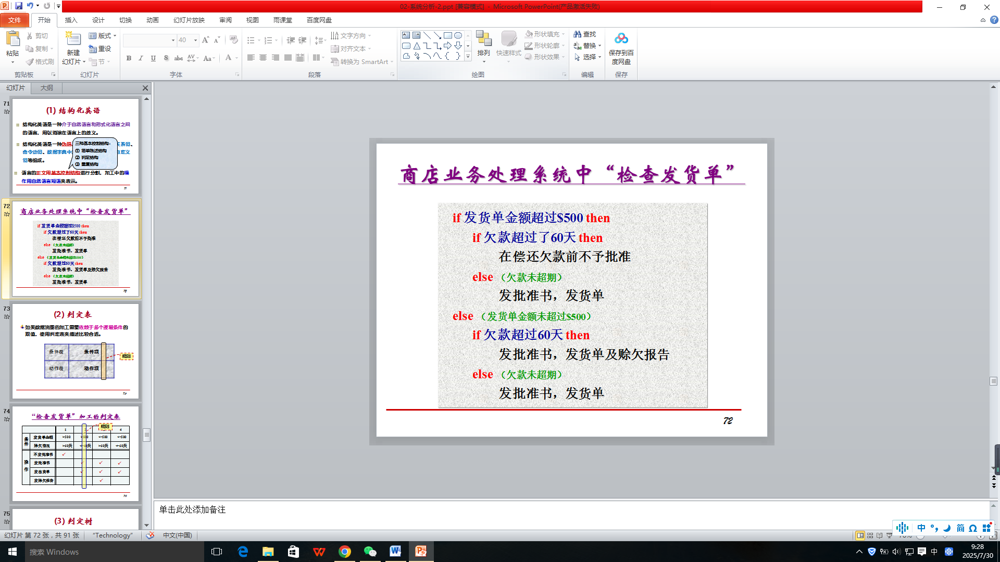 02-系统分析-2.ppt [兼容模式] - Microsoft PowerPoint(产品激活失败)
文件 开始 插入 设计 切换 动画 幻灯片放映 审阅 视图 雨课堂 百度网盘
粘贴
剪切
复制
格式刷
剪贴板
新建
幻灯片
版式
重设
节
幻灯片
40
B I U S abc AV Aa A
字体
文字方向
对齐文本
转换为 SmartArt
段落
排列
快速样式
形状填充
形状轮廓
形状效果
绘图
查找
替换
选择
编辑
保存到百
度网盘
保存
幻灯片 大纲
71
(1) 结构化英语
结构化英语是一种介于自然语言和形式化语言之间
的语言，用以消除在语言上的歧义。
结构化英语是一种伪码
关系词、
命令动词、数据字典中
自定义
词等组成。
三种基本控制结构：
① 简单陈述结构
② 判定结构
③ 重复结构
语言的正文用基本控制结构进行分割，加工中的操
作用自然语言短语来表示。
71
72
商店业务处理系统中“检查发货单”
if 发货单金额超过$500 then
if 欠款超过了60天 then
在偿还欠款前不予批准
else （欠款未超期）
发批准书，发货单
else （发货单金额未超过$500）
if 欠款超过60天 then
发批准书，发货单及赊欠报告
else （欠款未超期）
发批准书，发货单
72
73
(2) 判定表
如果数据流图的加工需要依赖于多个逻辑条件的
取值，使用判定表来描述比较合适。
条件桩 条件项
规则
动作桩 动作项
73
74
“检查发货单”加工的判定表
规则
1 4
条件
发货单金额 >500 >500 <=500 <=500
赊欠情况 >60天 <=60天 >60天 <=60天
操作
不发批准书 ✓
发批准书 ✓ ✓ ✓
发出货单 ✓ ✓ ✓
发赊欠报告 ✓
74
75
(3) 判定树
商店业务处理系统中“检查发货单”
if 发货单金额超过$500 then
if 欠款超过了60天 then
在偿还欠款前不予批准
else （欠款未超期）
发批准书，发货单
else （发货单金额未超过$500）
if 欠款超过60天 then
发批准书，发货单及赊欠报告
else （欠款未超期）
发批准书，发货单
72
单击此处添加备注
幻灯片 第 72 张，共 91 张 “Technology” 中文(中国)
中 简
搜索 Windows
中
9:28
2025/7/30